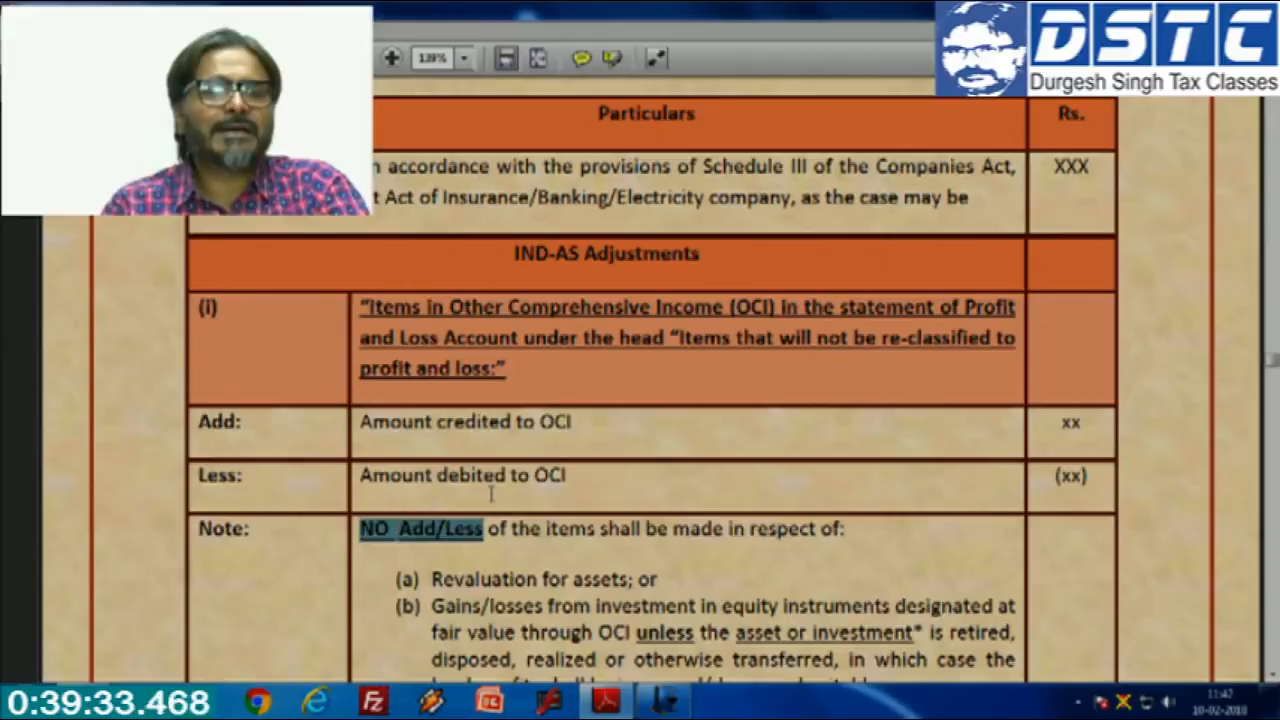 DSTC
Durgesh Singh Tax Classes
Particulars
Rs.
accordance with the provisions of Schedule III of the Companies Act,
XXX
Act of Insurance/Banking/Electricity company, as the case may be
IND-AS Adjustments
(i)
"Items in Other Comprehensive Income (OCI) in the statement of Profit
and Loss Account under the head "Items that will not be re-classified to
profit and loss:"
Add:
Amount credited to OCI
xx
Less:
Amount debited to OCI
(xx)
Note:
NO Add/Less of the items shall be made in respect of:
(a) Revaluation for assets; or
(b) Gains/losses from investment in equity instruments designated at
fair value through OCI unless the asset or investment* is retired,
disposed, realized or otherwise transferred, in which case the
0:39:33.468
11:47
10-02-2018